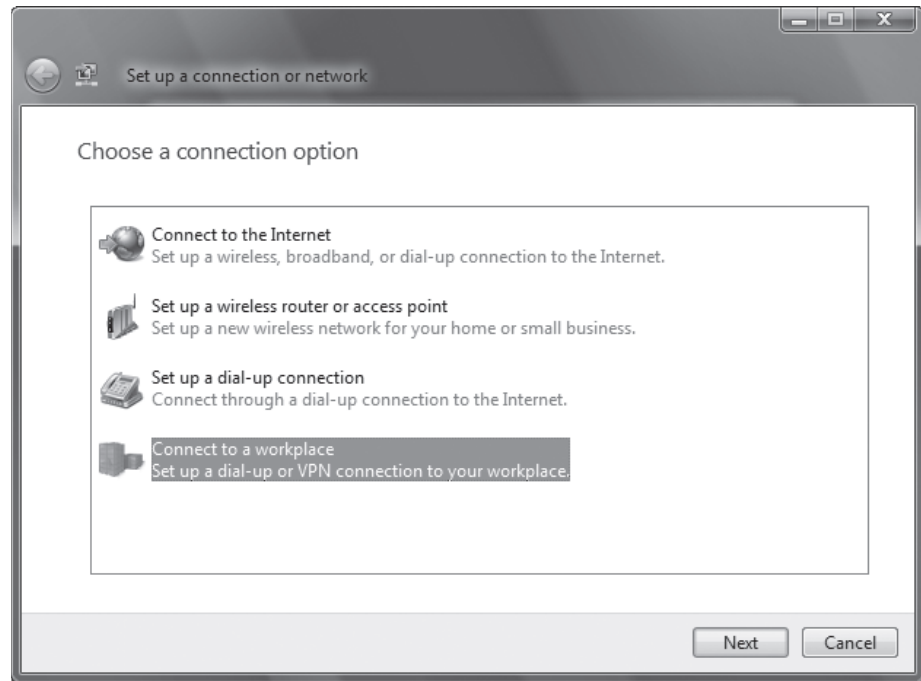 Set up a connection or network
Choose a connection option
Connect to the Internet
Set up a wireless, broadband, or dial-up connection to the Internet.
Set up a wireless router or access point
Set up a new wireless network for your home or small business.
Set up a dial-up connection
Connect through a dial-up connection to the Internet.
Connect to a workplace
Set up a dial-up or VPN connection to your workplace.
Next
Cancel